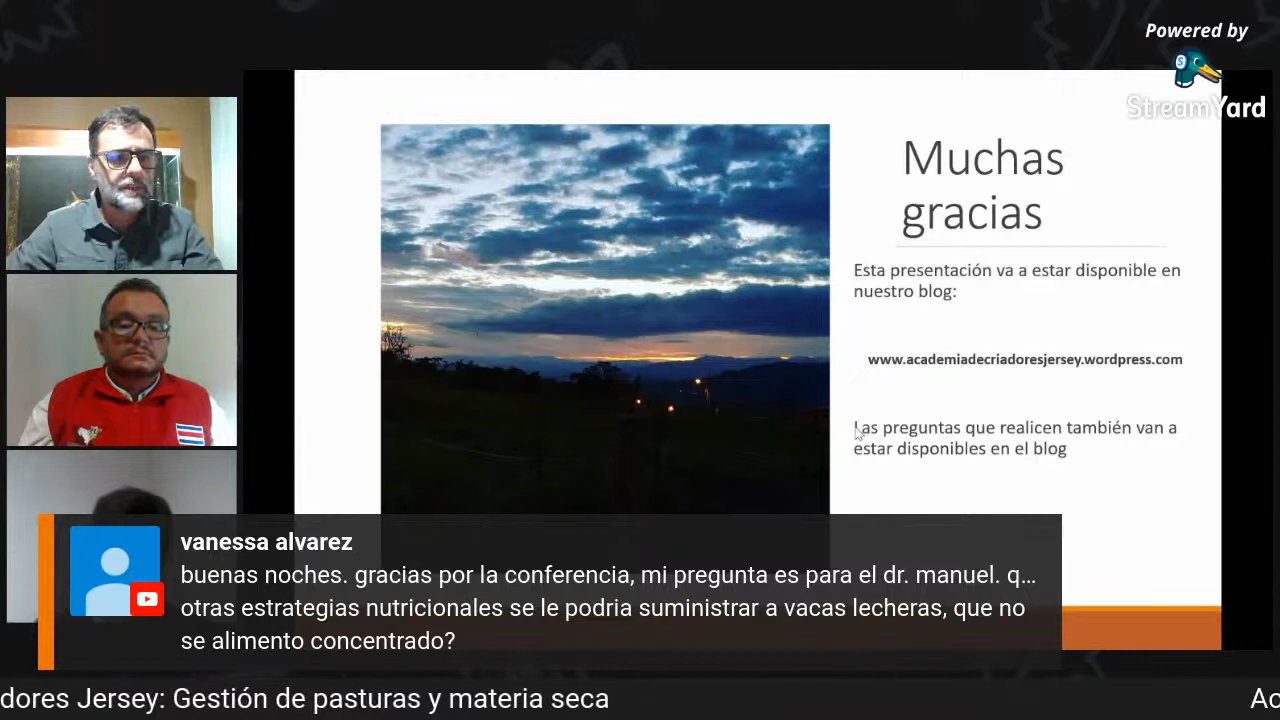 Powered by
StreamYard
Muchas
gracias
Esta presentación va a estar disponible en
nuestro blog:
www.academiadecriadoresjersey.wordpress.com
Las preguntas que realicen también van a
estar disponibles en el blog
vanessa alvarez
buenas noches. gracias por la conferencia, mi pregunta es para el dr. manuel. q...
otras estrategias nutricionales se le podria suministrar a vacas lecheras, que no
se alimento concentrado?
dores Jersey: Gestión de pasturas y materia seca
Ac